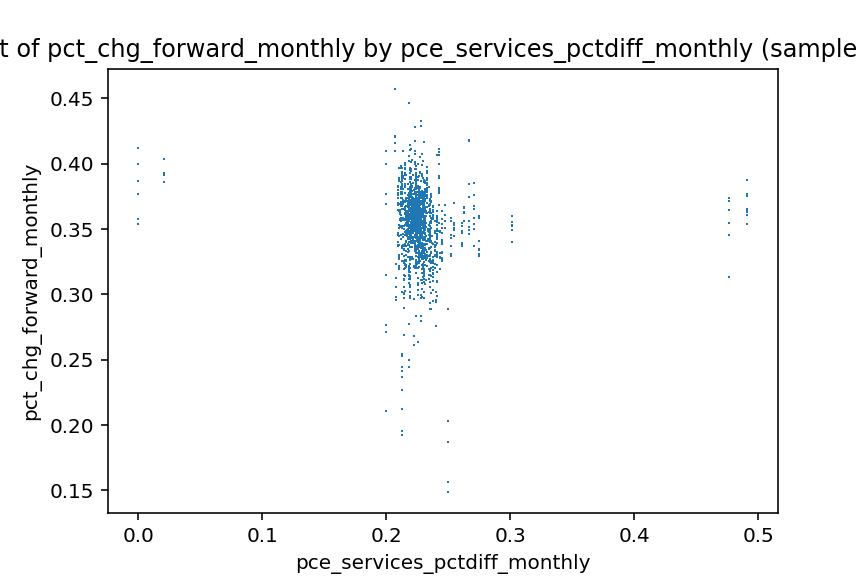 t of pct_chg_forward_monthly by pce_services_pctdiff_monthly (sample
pct_chg_forward_monthly
0.45
0.40
0.35
0.30
0.25
0.20
0.15
0.0 0.1 0.2 0.3 0.4 0.5
pce_services_pctdiff_monthly